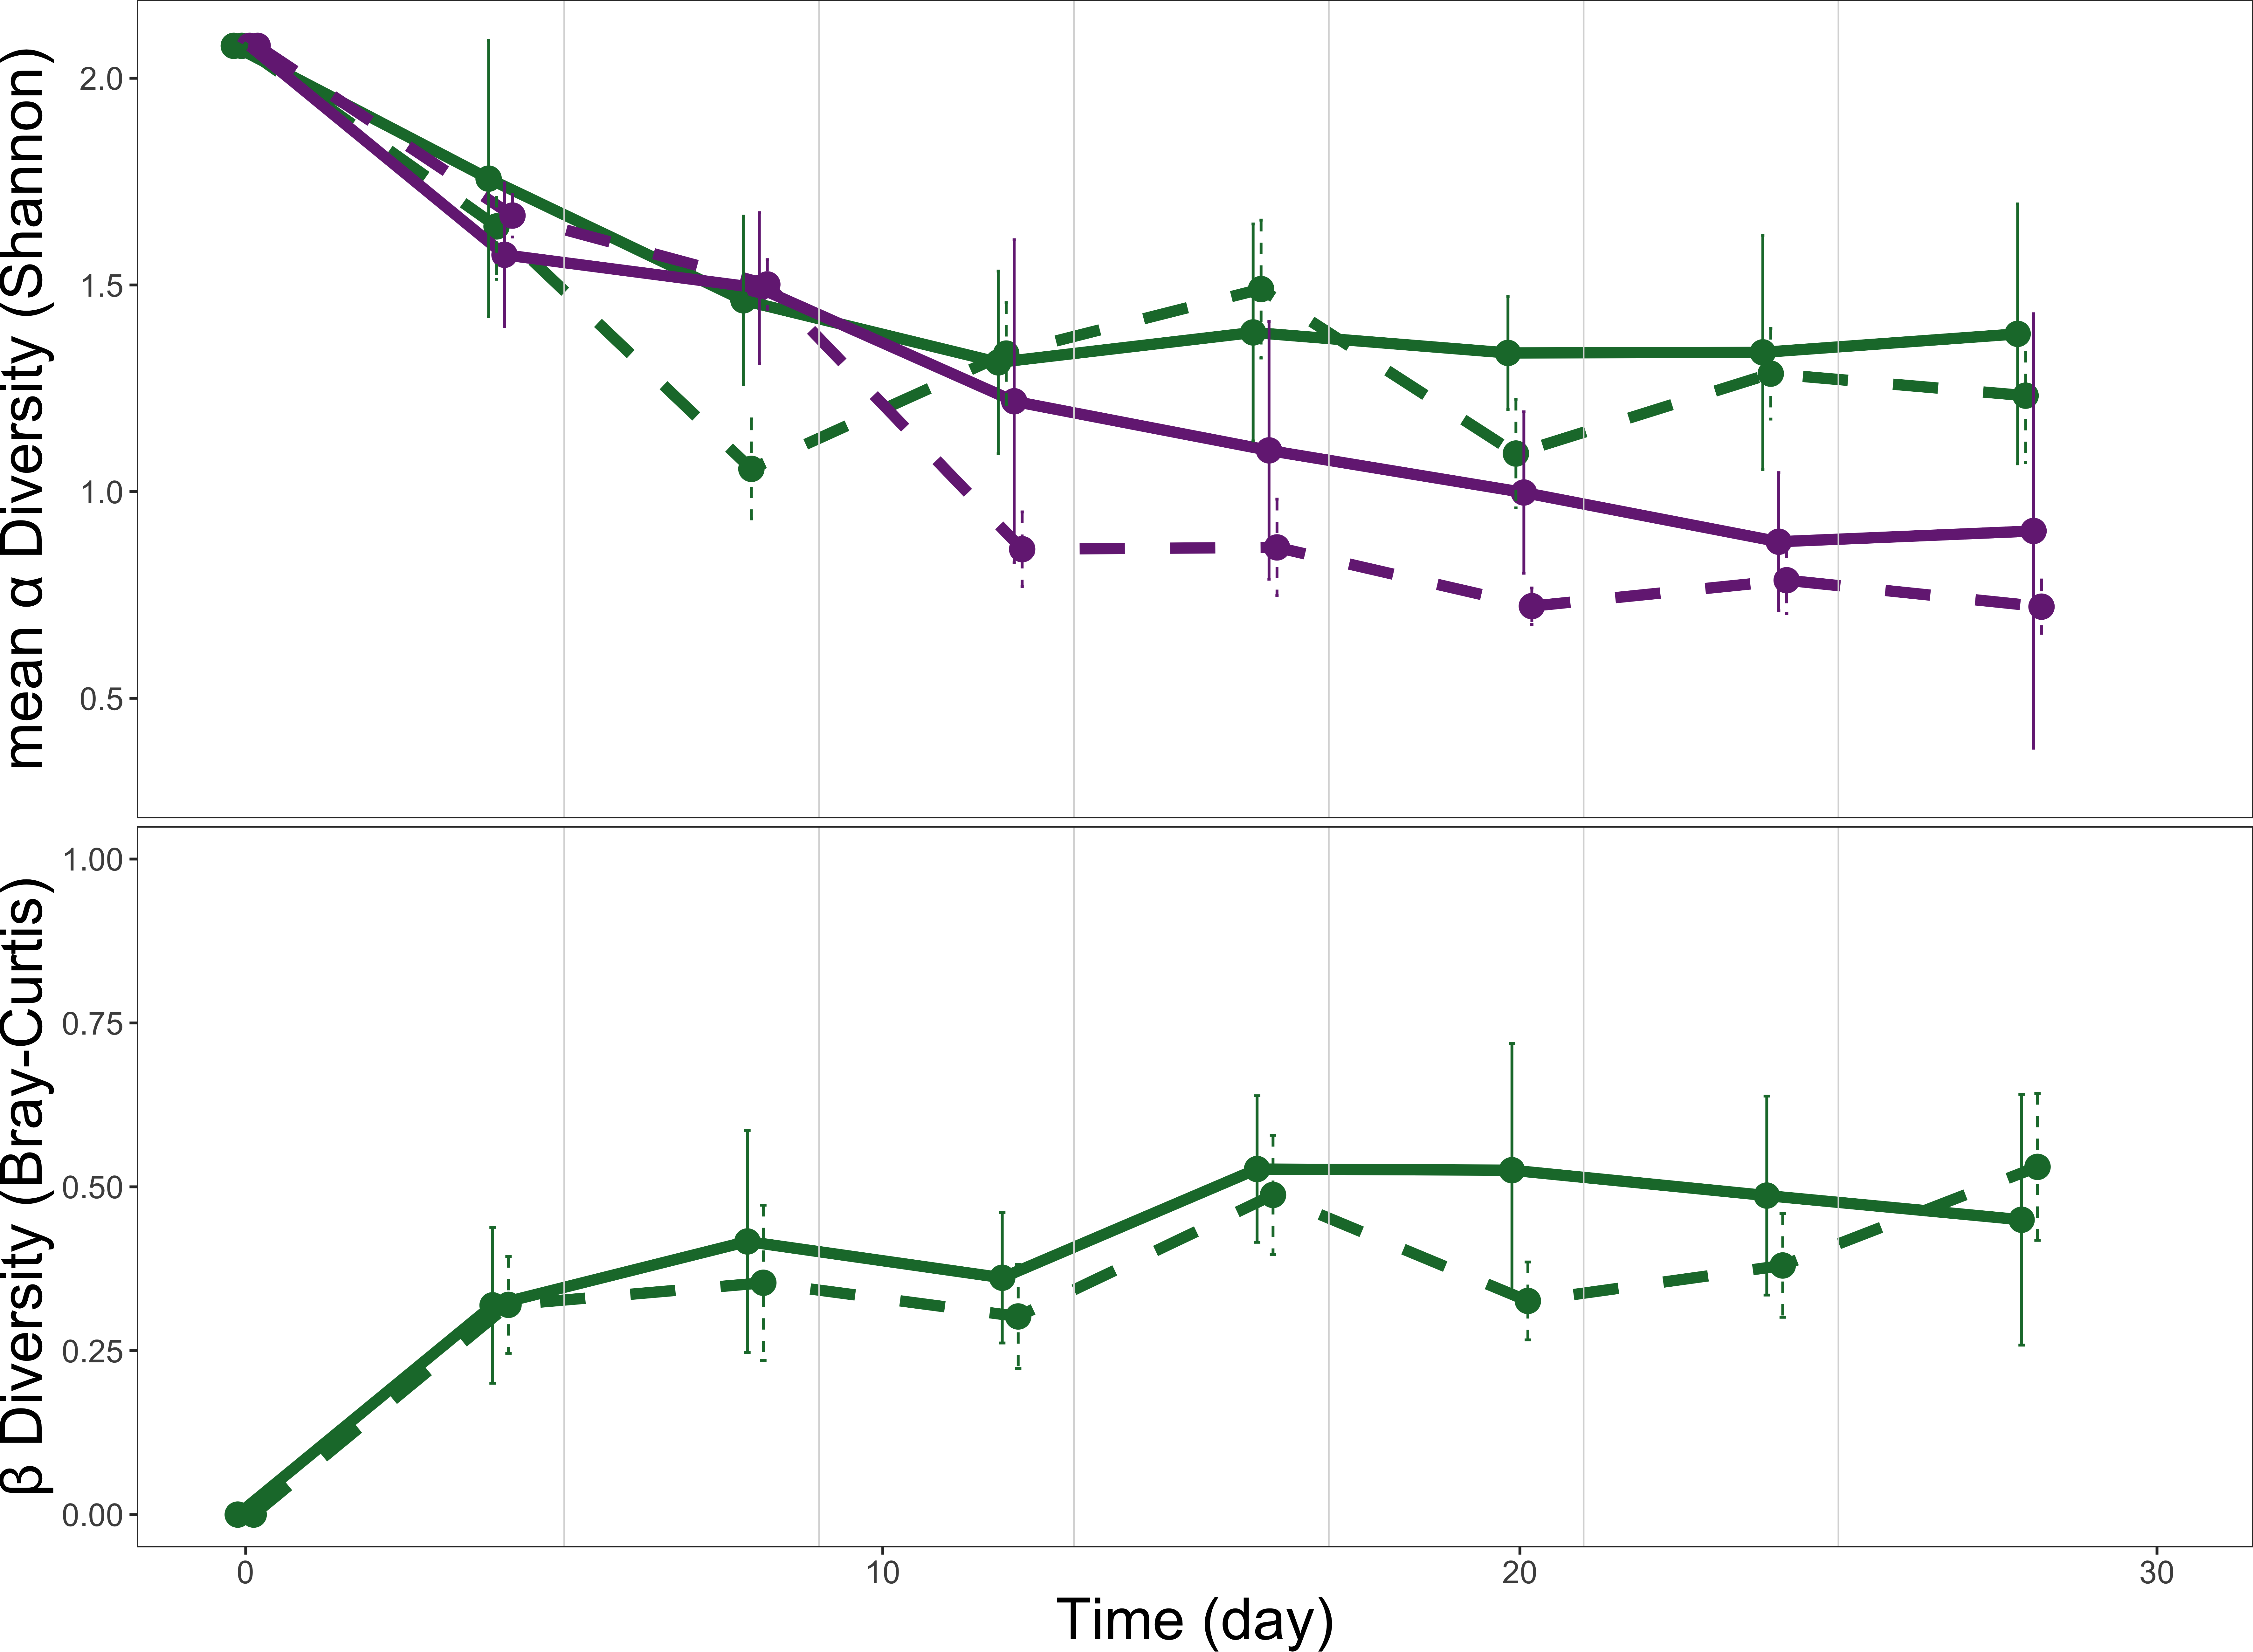 mean α Diversity (Shannon)
2.0
1.5
1.0
0.5
β Diversity (Bray-Curtis)
1.00
0.75
0.50
0.25
0.00
0 10 20 30
Time (day)